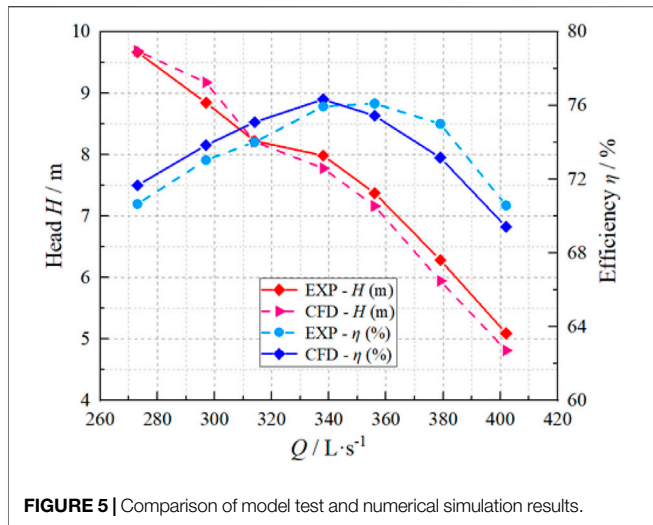 10
9
8
7
6
5
4
Head H / m
80
76
72
68
64
60
Efficiency η / %
EXP - H (m)
CFD - H (m)
EXP - η (%)
CFD - η (%)
260 280 300 320 340 360 380 400 420
Q / L·s⁻¹
FIGURE 5 | Comparison of model test and numerical simulation results.